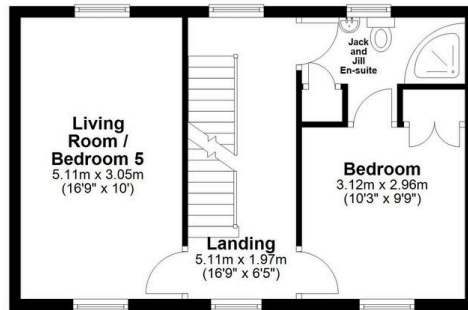 Living
Room /
Bedroom 5
5.11m x 3.05m
(16'9" x 10')
Landing
5.11m x 1.97m
(16'9" x 6'5")
Jack
and
Jill
En-suite
Bedroom
3.12m x 2.96m
(10'3" x 9'9")